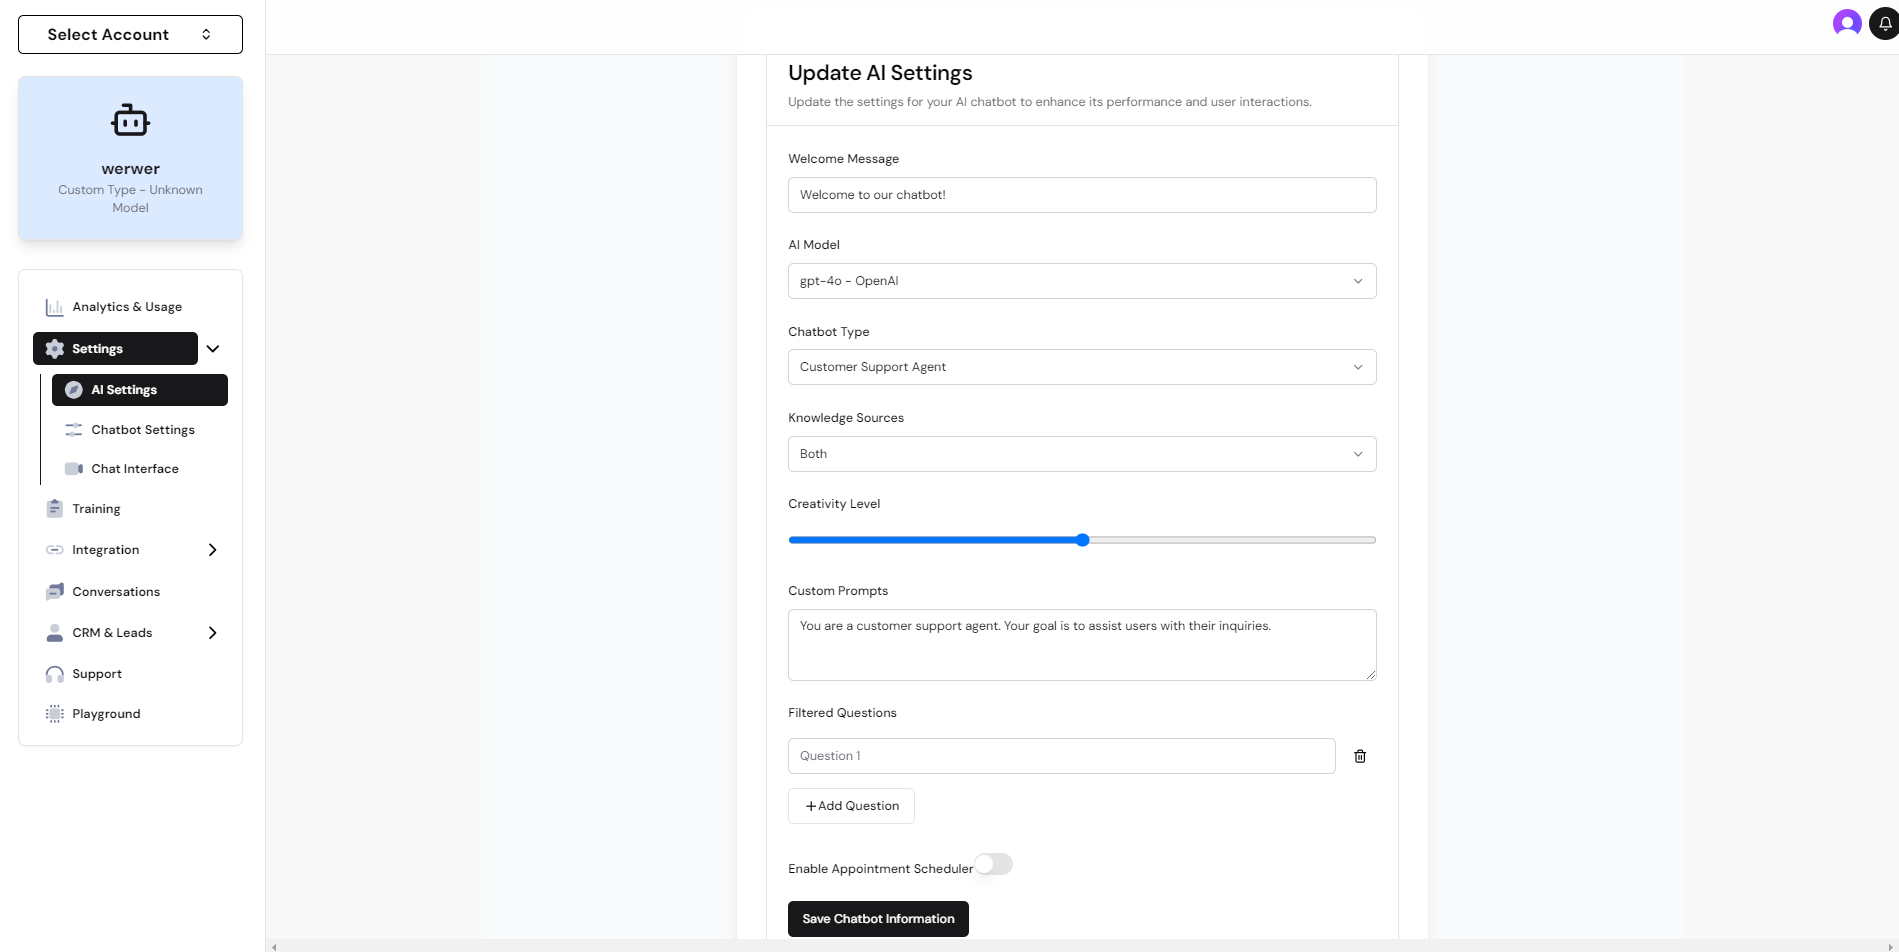 Select Account
werwer
Custom Type - Unknown
Model
Analytics & Usage
Settings
AI Settings
Chatbot Settings
Chat Interface
Training
Integration
Conversations
CRM & Leads
Support
Playground
Update AI Settings
Update the settings for your AI chatbot to enhance its performance and user interactions.
Welcome Message
Welcome to our chatbot!
AI Model
gpt-4o - OpenAI
Chatbot Type
Customer Support Agent
Knowledge Sources
Both
Creativity Level
Custom Prompts
You are a customer support agent. Your goal is to assist users with their inquiries.
Filtered Questions
Question 1
+Add Question
Enable Appointment Scheduler
Save Chatbot Information